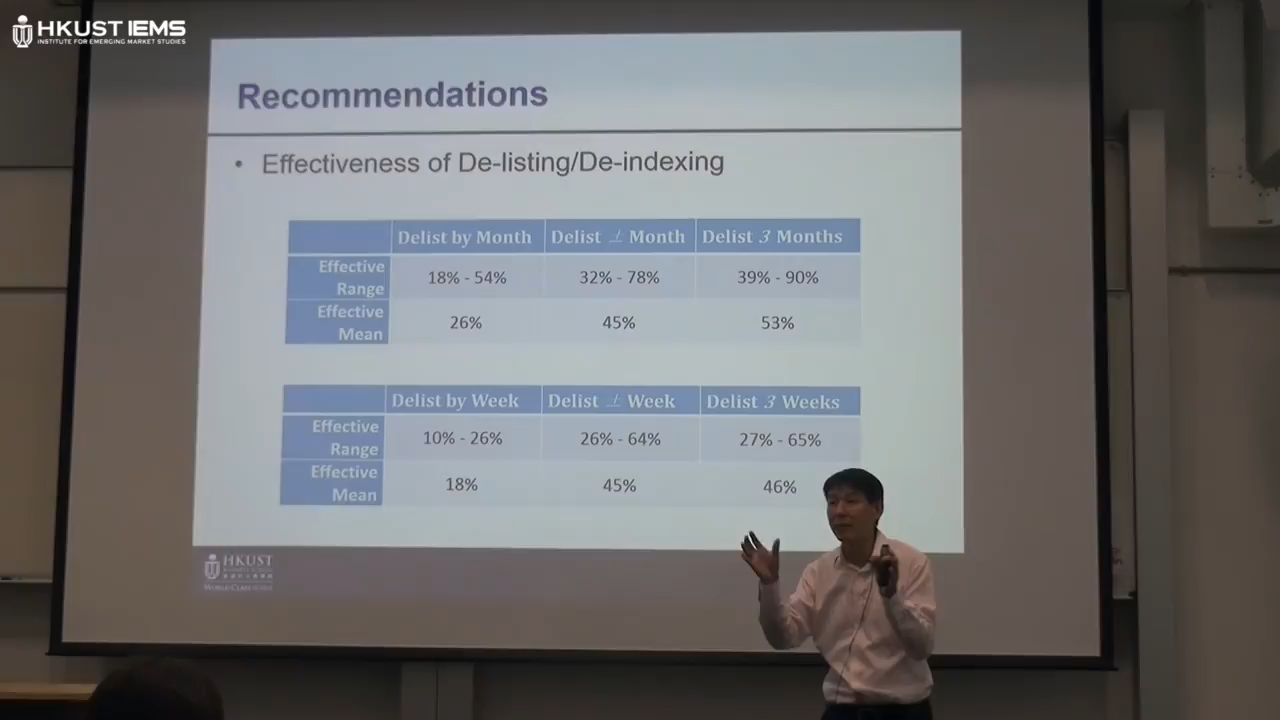 HKUST IEMS
INSTITUTE FOR EMERGING MARKET STUDIES
Recommendations
• Effectiveness of De-listing/De-indexing
Delist by Month Delist ± Month Delist 3 Months
Effective Range 18% - 54% 32% - 78% 39% - 90%
Effective Mean 26% 45% 53%
Delist by Week Delist ± Week Delist 3 Weeks
Effective Range 10% - 26% 26% - 64% 27% - 65%
Effective Mean 18% 45% 46%
HKUST